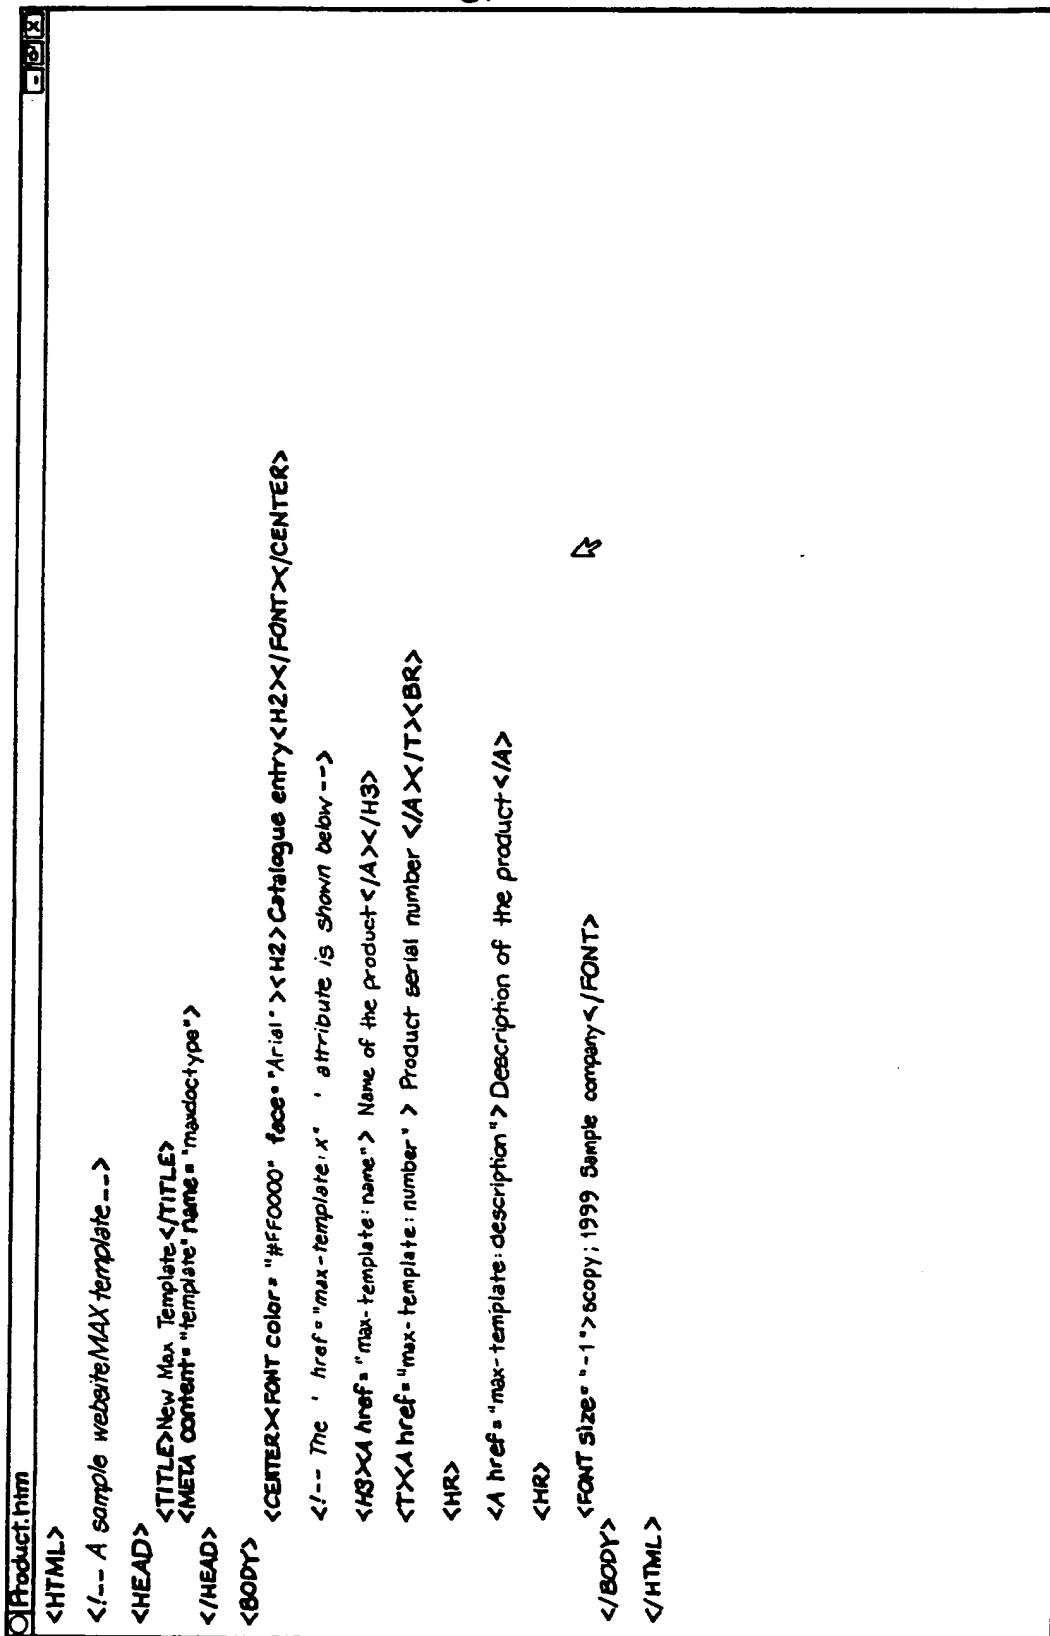 Product.htm
<HTML>
<!-- A sample websiteMAX template-->
<HEAD>
<TITLE>New Max Template</TITLE>
<META content="template" name="maxdoctype">
</HEAD>
<BODY>
<CENTER><FONT color="#FF0000" face="Arial"><H2>Catalogue entry<H2></FONT></CENTER>
<!-- The ' href="max-template:x" ' attribute is shown below-->
<H3><A href="max-template:name"> Name of the product</A></H3>
<T><A href="max-template:number" > Product serial number </A></T><BR>
<HR>
<A href="max-template:description">Description of the product</A>
<HR>
<FONT size="-1">scopy; 1999 Sample company</FONT>
</BODY>
</HTML>